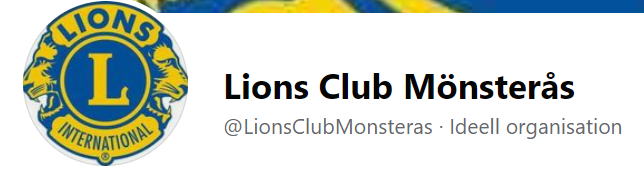 LIONS
L
INTERNATIONAL
®
Lions Club Mönsterås
@LionsClubMonsteras · Ideell organisation